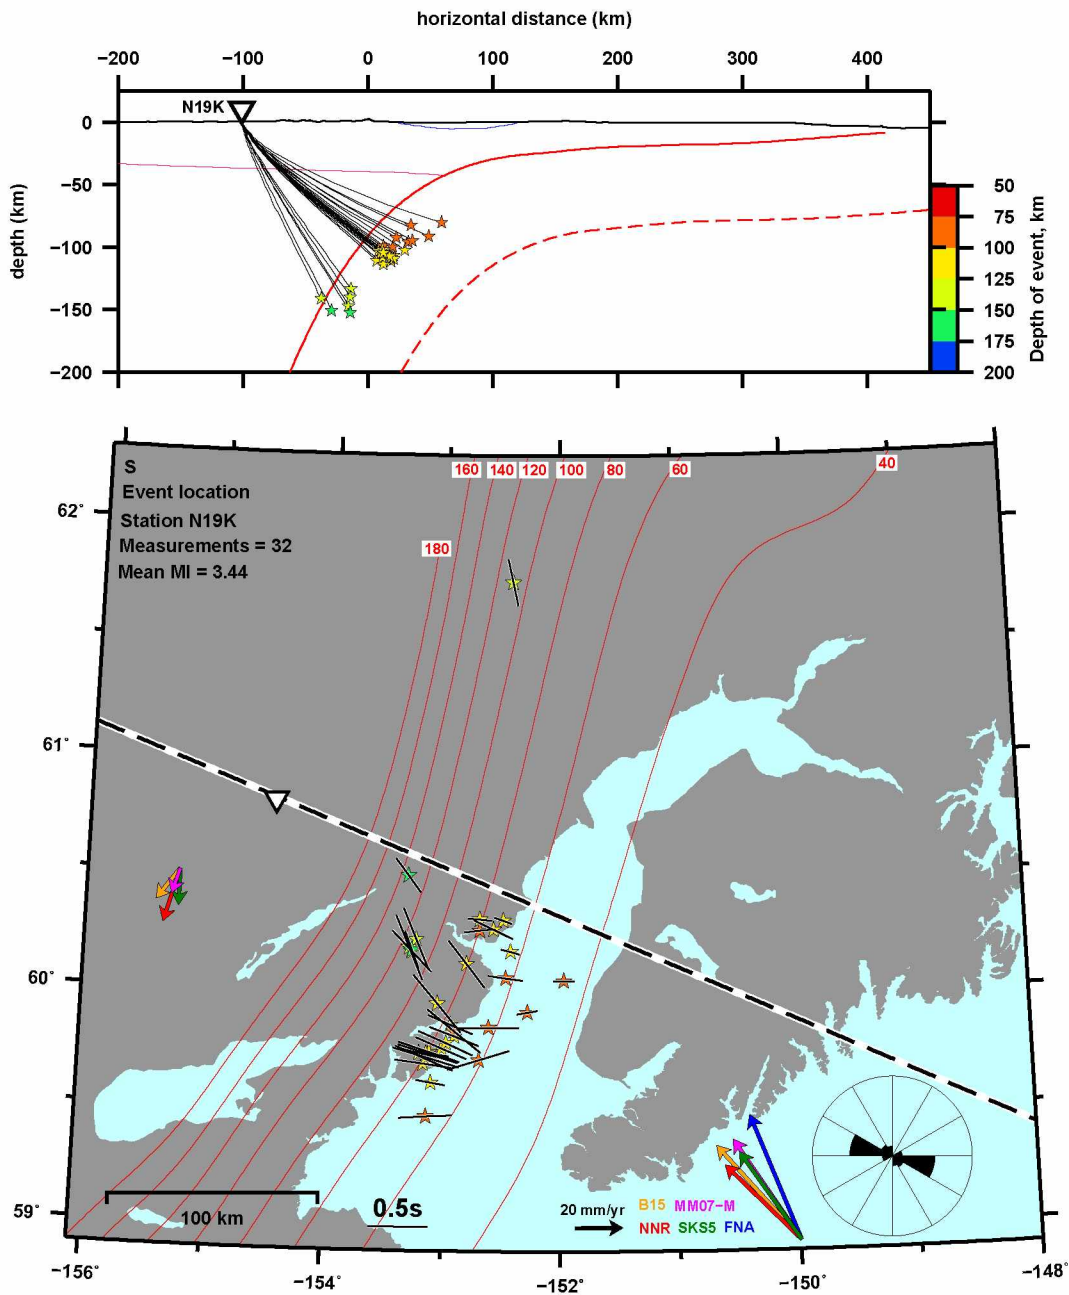 horizontal distance (km)
−200 −100 0 100 200 300 400
N19K
0
−50
−100
−150
−200
depth (km)
50
75
100
125
150
175
200
Depth of event, km
S
Event location
Station N19K
Measurements = 32
Mean Ml = 3.44
160 140 120 100 80 60 40
180
62°
61°
60°
59°
100 km
0.5s
20 mm/yr
B15 MM07−M
NNR SKS5 FNA
−156° −154° −152° −150° −148°